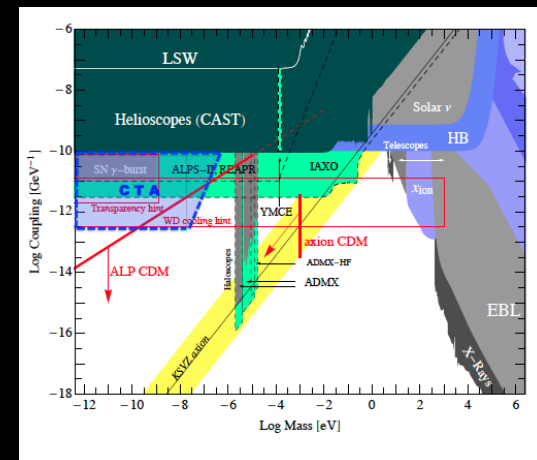 −6
−8
−10
−12
−14
−16
−18
Log Coupling [GeV⁻¹]
LSW
Helioscopes (CAST)
Solar ν
HB
Telescopes
SN γ−burst
ALPS−II, REAPR
IAXO
CTA
Transparency hint
WD cooling hint
YMCE
xion
axion CDM
ALP CDM
Haloscopes
ADMX−HF
ADMX
EBL
X−Rays
KSVZ axion
−12 −10 −8 −6 −4 −2 0 2 4 6
Log Mass [eV]